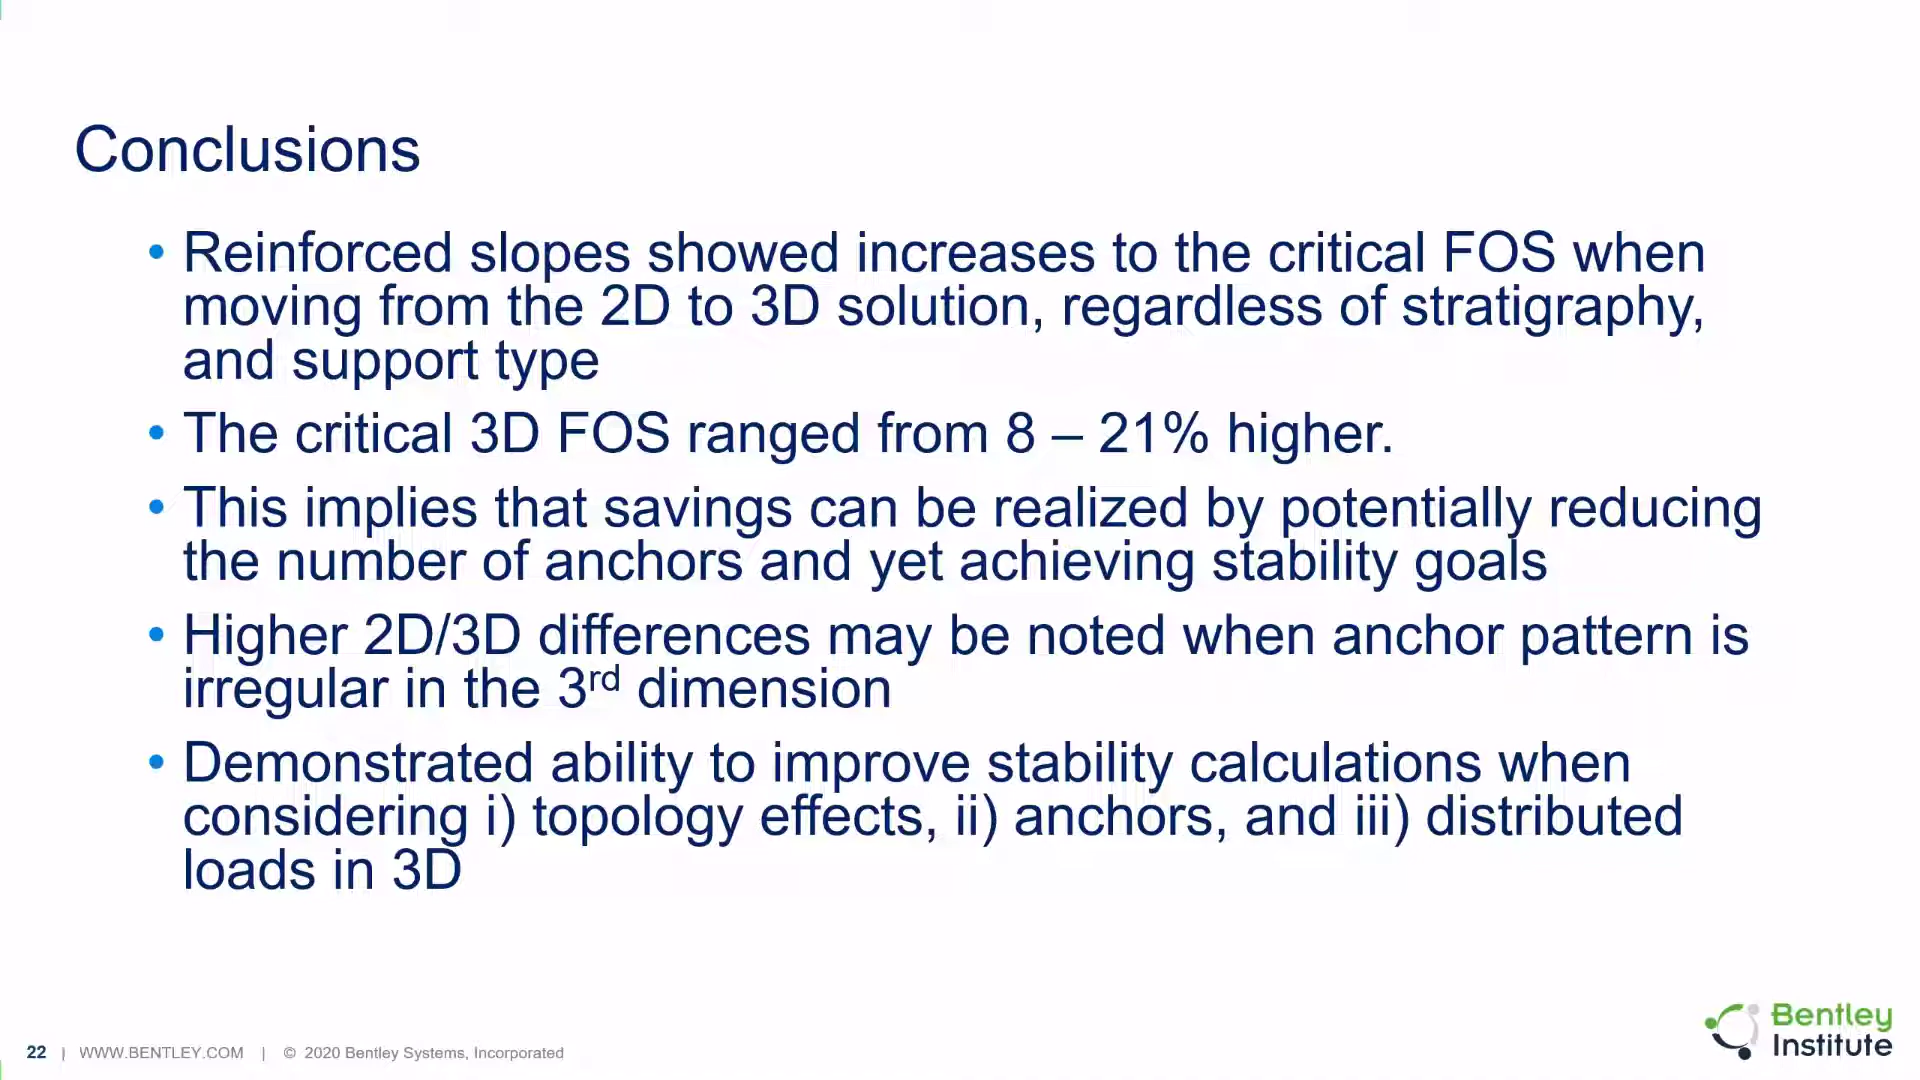 Conclusions
• Reinforced slopes showed increases to the critical FOS when
moving from the 2D to 3D solution, regardless of stratigraphy,
and support type
• The critical 3D FOS ranged from 8 – 21% higher.
• This implies that savings can be realized by potentially reducing
the number of anchors and yet achieving stability goals
• Higher 2D/3D differences may be noted when anchor pattern is
irregular in the 3rd dimension
• Demonstrated ability to improve stability calculations when
considering i) topology effects, ii) anchors, and iii) distributed
loads in 3D
22 | WWW.BENTLEY.COM | © 2020 Bentley Systems, Incorporated
Bentley
Institute